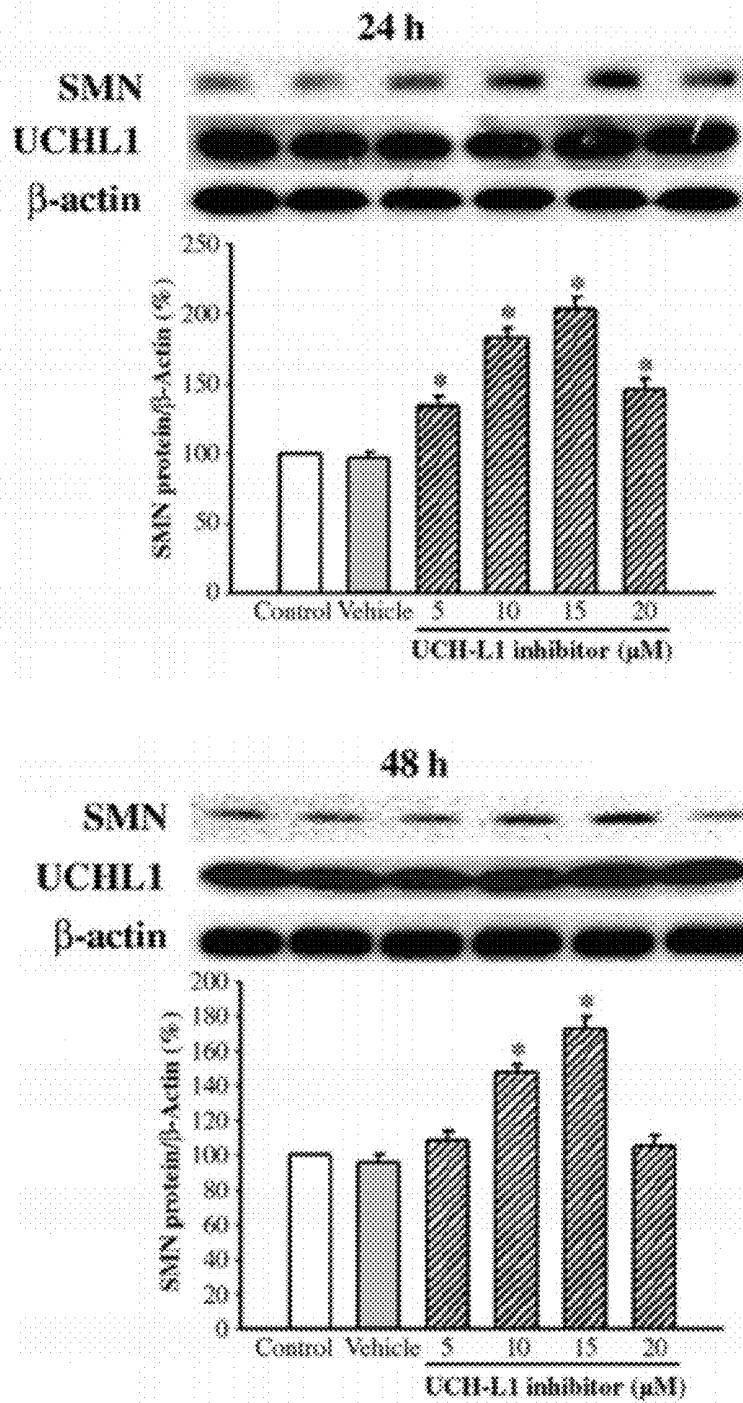 24 h
SMN
UCHL1
β-actin
SMN protein/β-Actin (%)
250
200
150
100
50
0
* * * *
Control Vehicle 5 10 15 20
UCH-L1 inhibitor (μM)
48 h
SMN
UCHL1
β-actin
SMN protein/β-Actin (%)
200
180
160
140
120
100
80
60
40
20
0
* *
Control Vehicle 5 10 15 20
UCH-L1 inhibitor (μM)